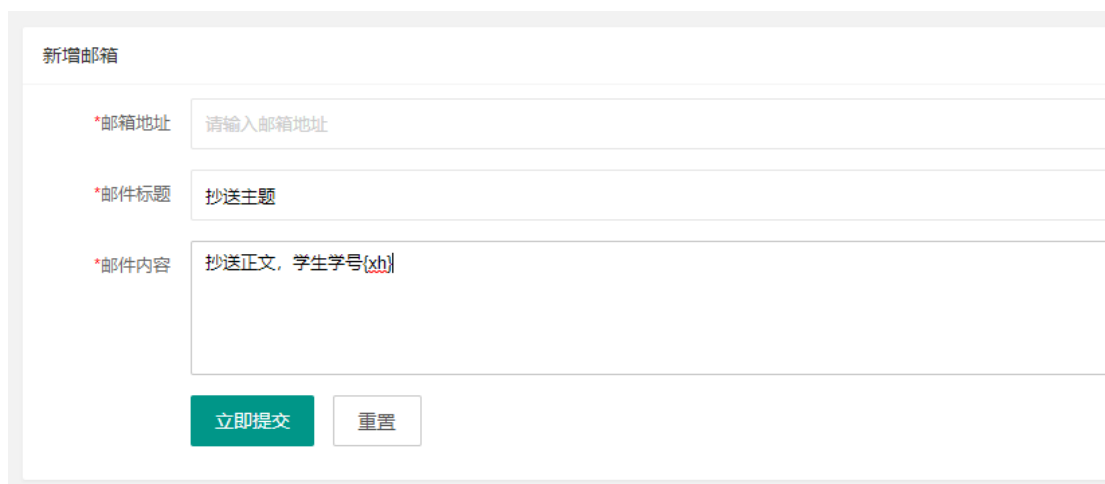 新增邮箱
*邮箱地址 请输入邮箱地址
*邮件标题 抄送主题
*邮件内容 抄送正文，学生学号{xh}
立即提交 重置